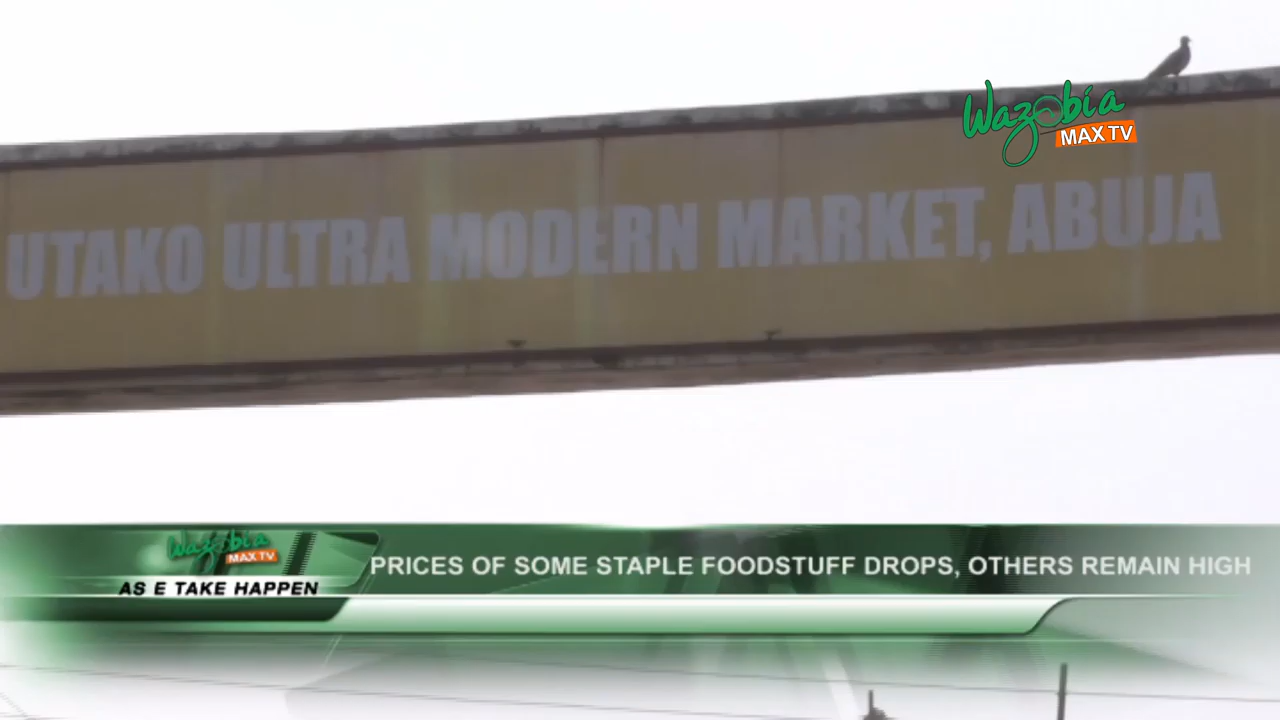 Wazobia
MAX TV
UTAKO ULTRA MODERN MARKET, ABUJA
Wazobia
MAX TV
AS E TAKE HAPPEN
PRICES OF SOME STAPLE FOODSTUFF DROPS, OTHERS REMAIN HIGH